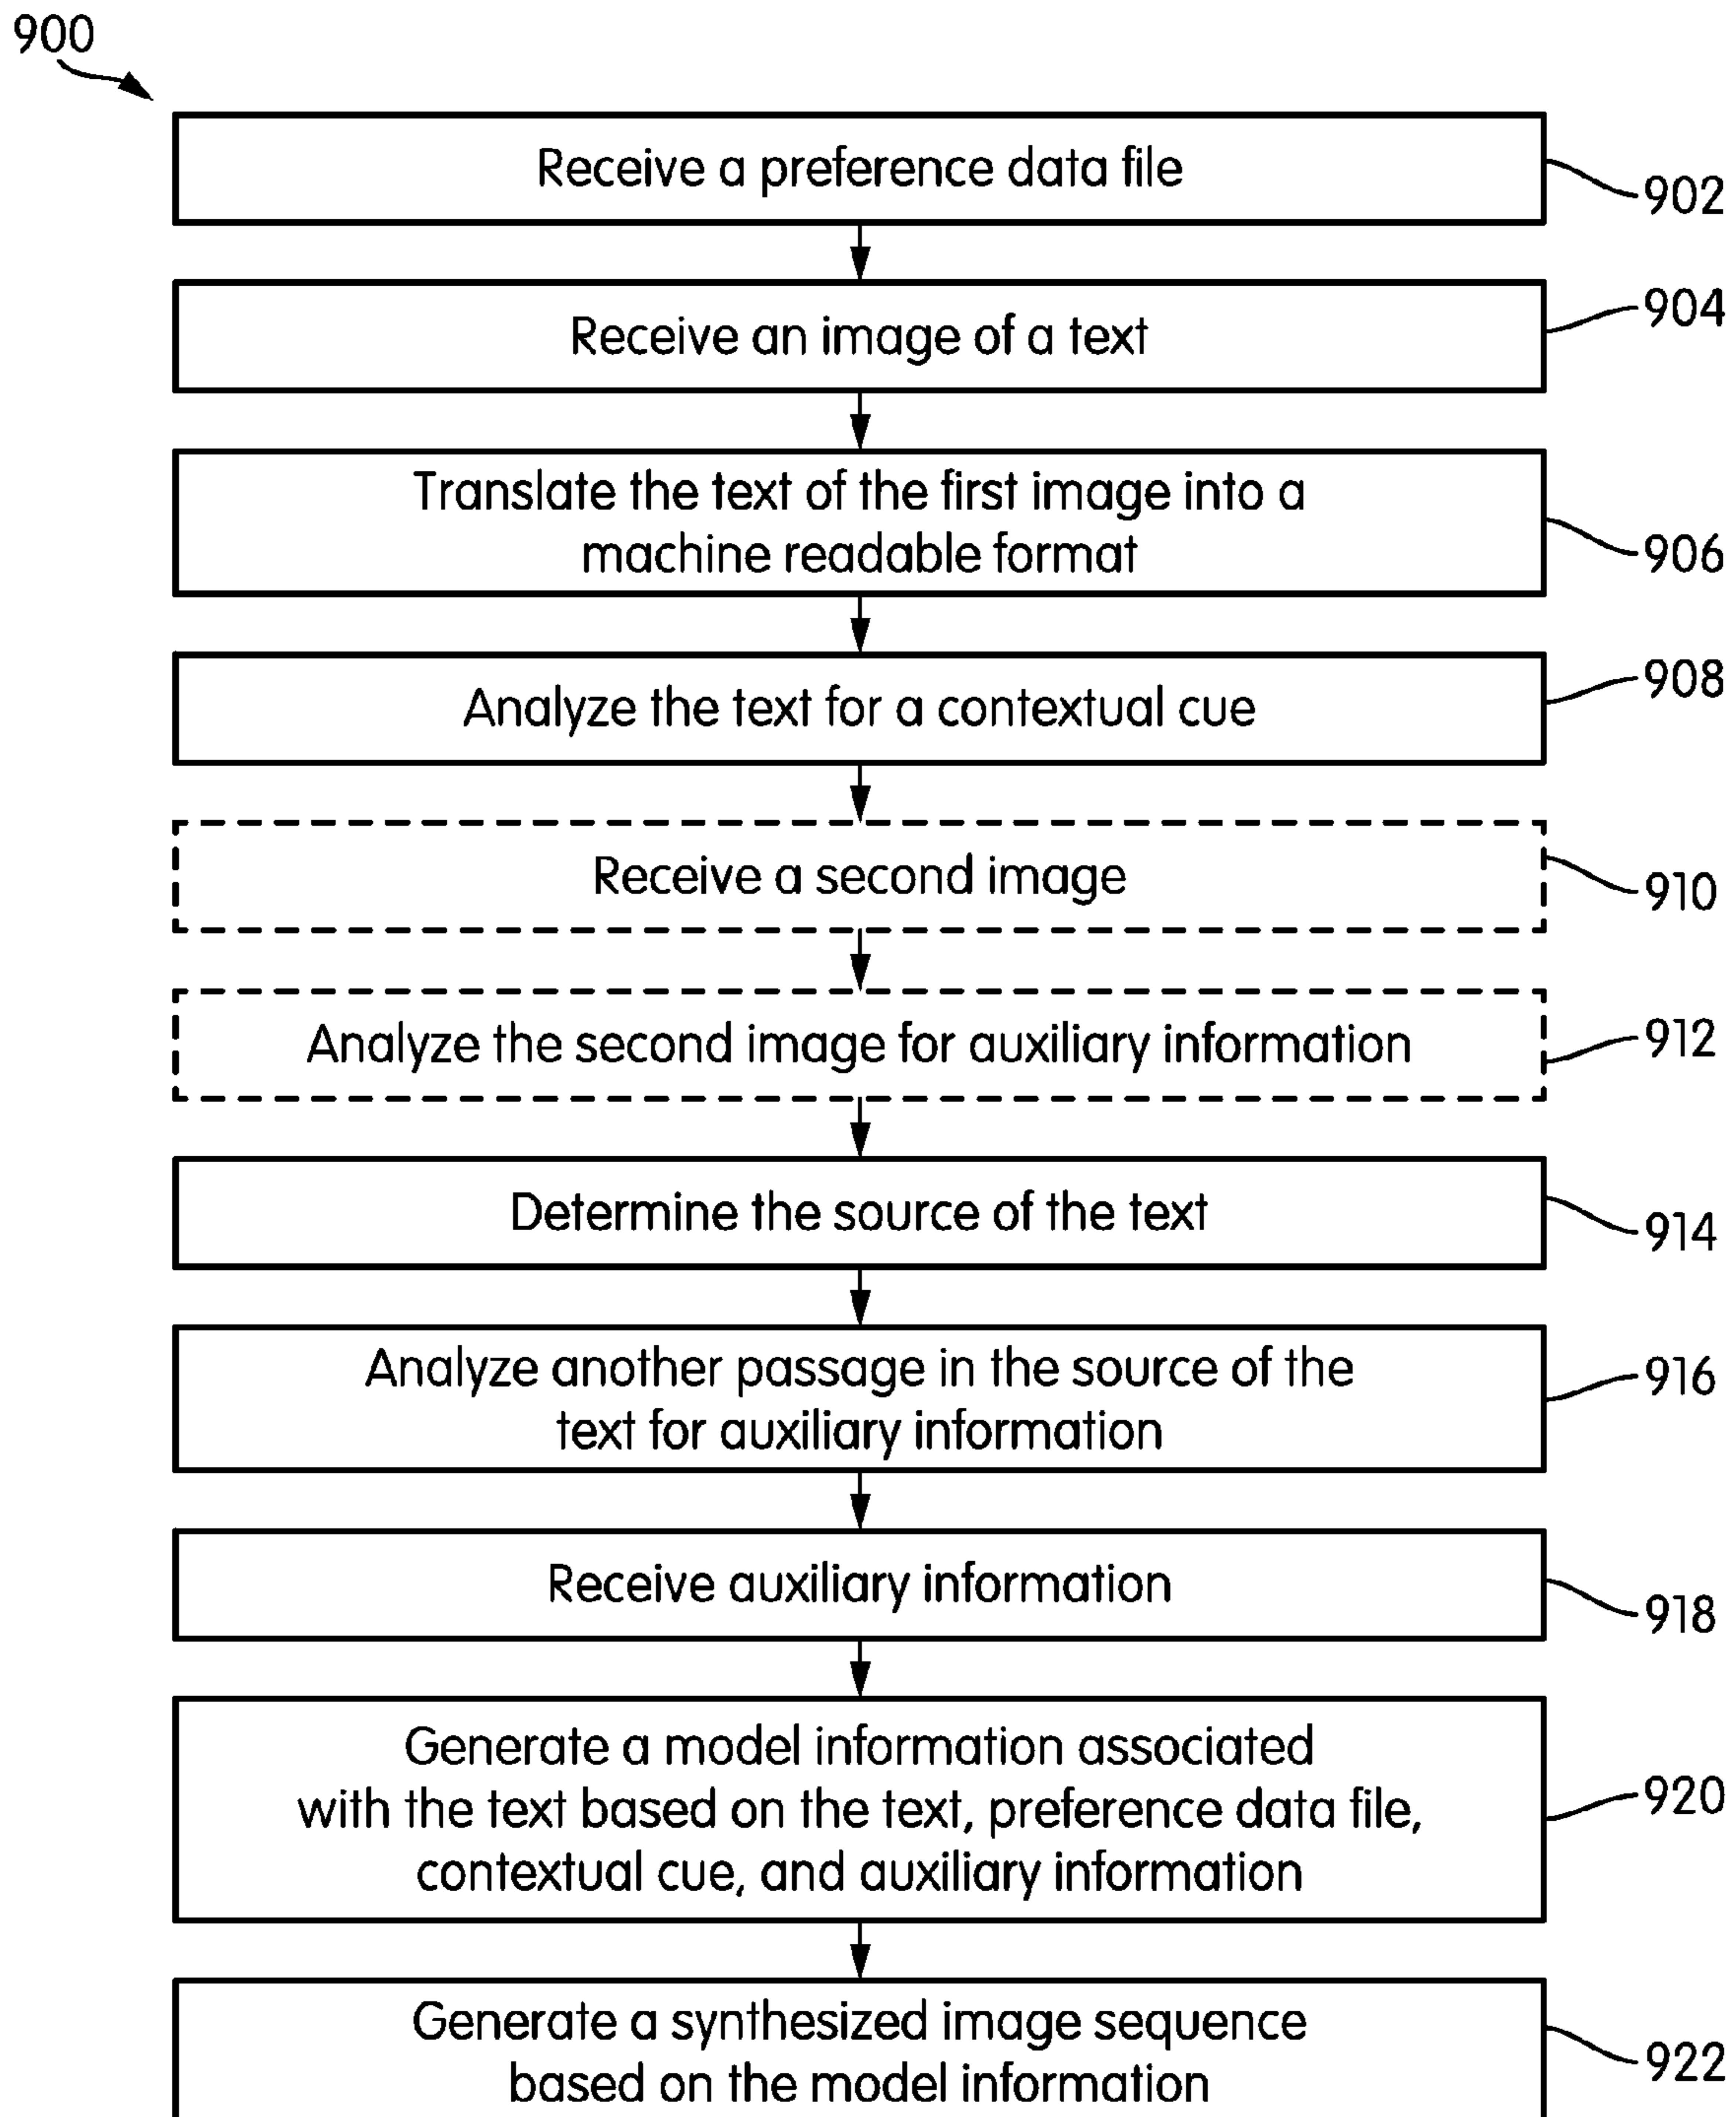 900
Receive a preference data file
902
Receive an image of a text
904
Translate the text of the first image into a
machine readable format
906
Analyze the text for a contextual cue
908
Receive a second image
910
Analyze the second image for auxiliary information
912
Determine the source of the text
914
Analyze another passage in the source of the
text for auxiliary information
916
Receive auxiliary information
918
Generate a model information associated
with the text based on the text, preference data file,
contextual cue, and auxiliary information
920
Generate a synthesized image sequence
based on the model information
922